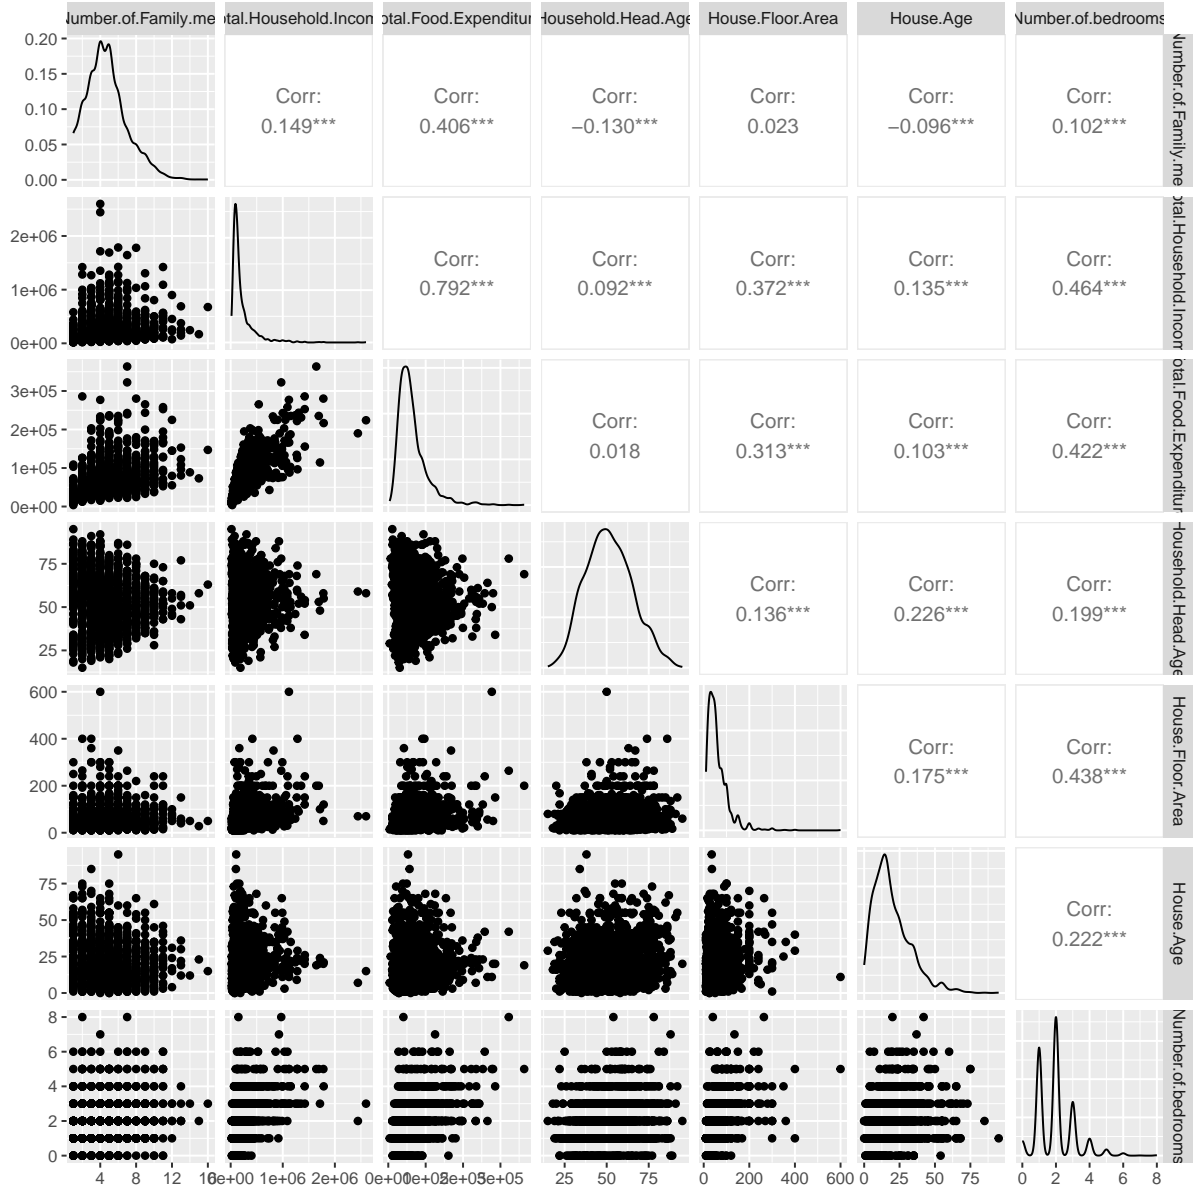 Number.of.Family.me
otal.Household.Incom
otal.Food.Expenditur
Household.Head.Age
House.Floor.Area
House.Age
Number.of.bedrooms
0.20
0.15
0.10
0.05
0.00
Corr:
0.149***
Corr:
0.406***
Corr:
−0.130***
Corr:
0.023
Corr:
−0.096***
Corr:
0.102***
Number.of.Family.me
2e+06
1e+06
0e+00
Corr:
0.792***
Corr:
0.092***
Corr:
0.372***
Corr:
0.135***
Corr:
0.464***
otal.Household.Incom
3e+05
2e+05
1e+05
0e+00
Corr:
0.018
Corr:
0.313***
Corr:
0.103***
Corr:
0.422***
otal.Food.Expenditur
75
50
25
Corr:
0.136***
Corr:
0.226***
Corr:
0.199***
Household.Head.Age
600
400
200
0
Corr:
0.175***
Corr:
0.438***
House.Floor.Area
75
50
25
0
Corr:
0.222***
House.Age
8
6
4
2
0
Number.of.bedrooms
4 8 12 16
0e+00 1e+06 2e+06
0e+00 1e+05 2e+05 3e+05
25 50 75
0 200 400 600
0 25 50 75
0 2 4 6 8